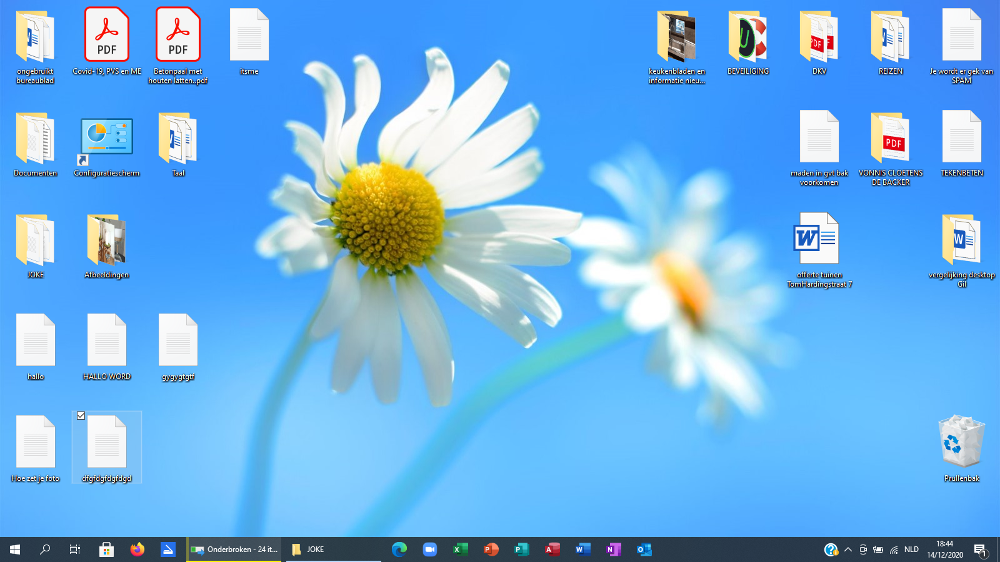 ongebruikt
bureaublad
PDF
Covid-19, PVS en ME
PDF
Betonpaal met
houten latten..pdf
itsme
keukenbladen en
informatie nieu...
BEVEILIGING
PDF
DKV
REIZEN
Je wordt er gek van
SPAM
Documenten
Configuratiescherm
Taal
maden in gvt bak
voorkomen
PDF
VONNIS CLOETENS
DE BACKER
TEKENBETEN
JOKE
Afbeeldingen
offerte tuinen
TomHardingstraat 7
vergelijking desktop
Gil
hallo
HALLO WORD
gygygtgtf
Hoe zet je foto
dfgfdgfdgfdgd
Prullenbak
Onderbroken - 24 it...
JOKE
NLD
18:44
14/12/2020
1